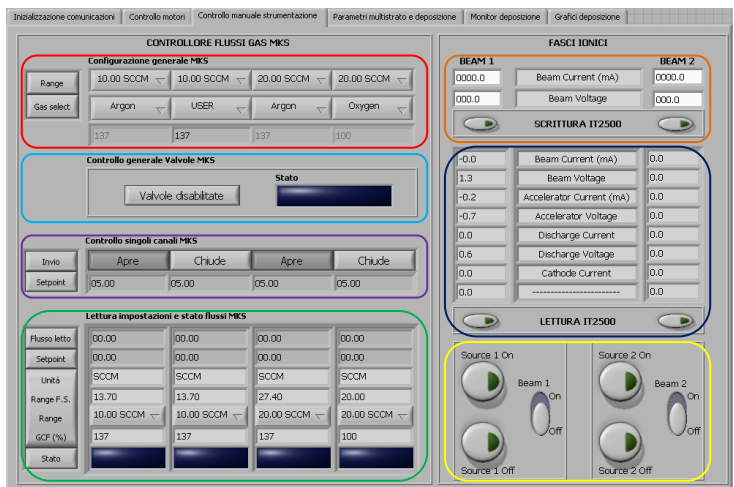 Inizializzazione comunicazioni Controllo motori Controllo manuale strumentazione Parametri multistrato e deposizione Monitor deposizione Grafici deposizione
CONTROLLORE FLUSSI GAS MKS
Configurazione generale MKS
Range 10.00 SCCM 10.00 SCCM 20.00 SCCM 20.00 SCCM
Gas select Argon USER Argon Oxygen
137 137 137 100
Controllo generale Valvole MKS
Valvole disabilitate
Stato
Controllo singoli canali MKS
Invio Apre Chiude Apre Chiude
Setpoint 05.00 05.00 05.00 05.00
Lettura impostazioni e stato flussi MKS
Flusso letto 00.00 00.00 00.00 00.00
Setpoint 00.00 00.00 00.00 00.00
Unità SCCM SCCM SCCM SCCM
Range F.S. 13.70 13.70 27.40 20.00
Range 10.00 SCCM 10.00 SCCM 20.00 SCCM 20.00 SCCM
GCF (%) 137 137 137 100
Stato
FASCI IONICI
BEAM 1 BEAM 2
0000.0 Beam Current (mA) 0000.0
000.0 Beam Voltage 000.0
SCRITTURA IT2500
-0.0 Beam Current (mA) 0.0
1.3 Beam Voltage 0.0
-0.2 Accelerator Current (mA) 0.0
-0.7 Accelerator Voltage 0.0
0.0 Discharge Current 0.0
0.6 Discharge Voltage 0.0
0.0 Cathode Current 0.0
0.0 ------------------------ 0.0
LETTURA IT2500
Source 1 On Source 2 On
Beam 1 Beam 2
On On
Off Off
Source 1 Off Source 2 Off